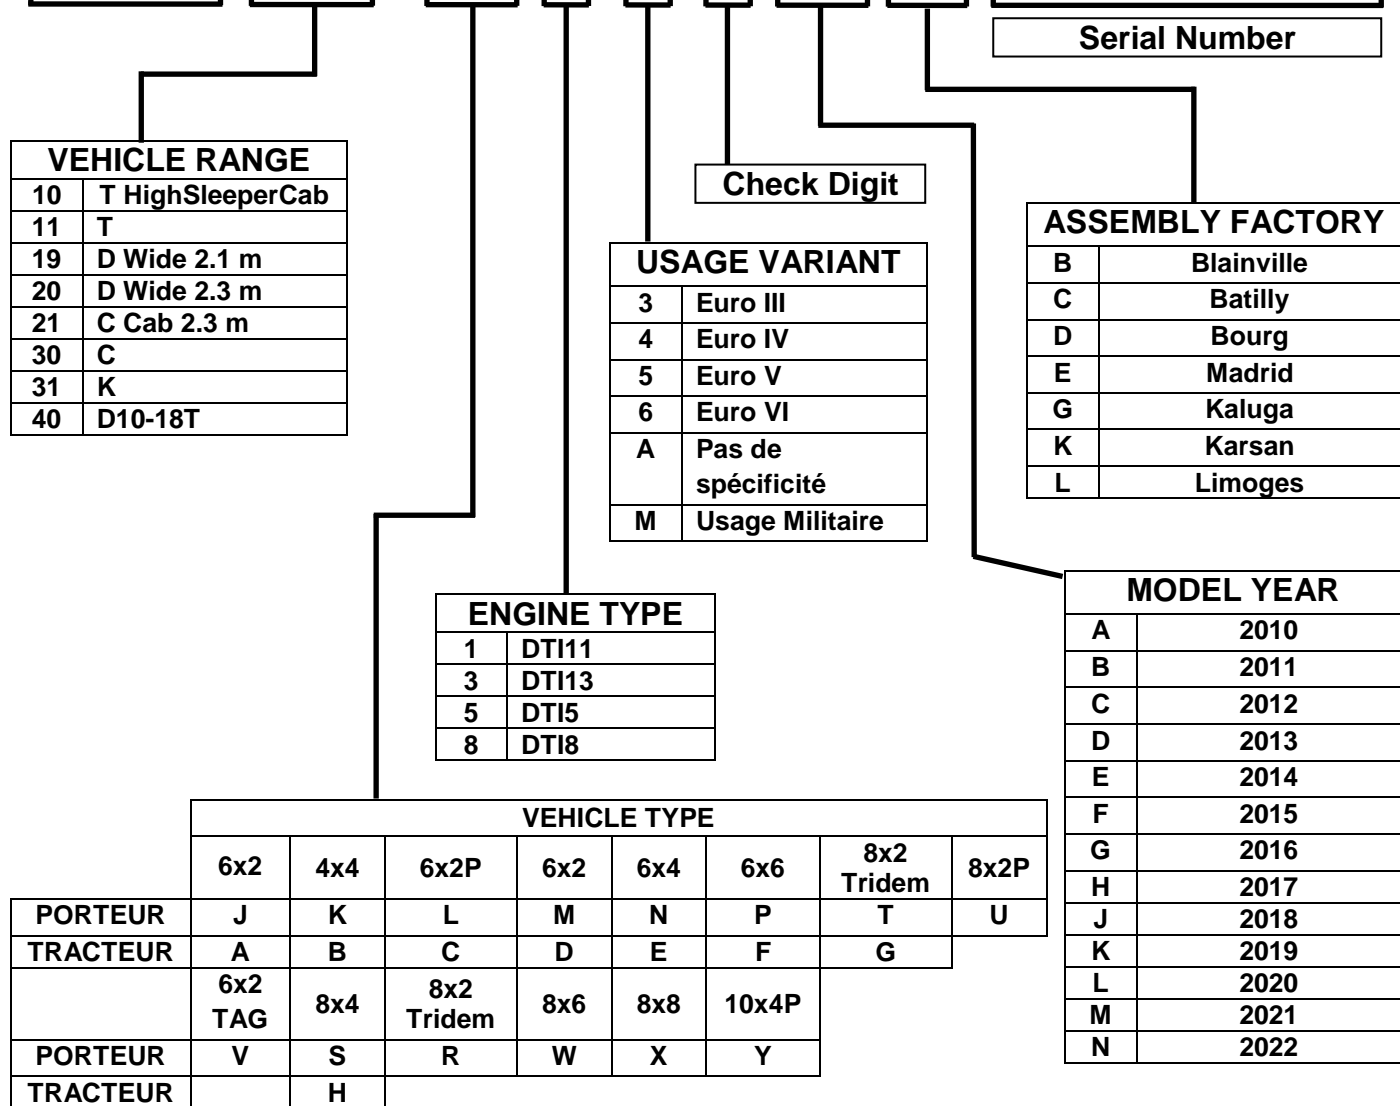 Serial Number
VEHICLE RANGE
10 T HighSleeperCab
11 T
19 D Wide 2.1 m
20 D Wide 2.3 m
21 C Cab 2.3 m
30 C
31 K
40 D10-18T
Check Digit
USAGE VARIANT
3 Euro III
4 Euro IV
5 Euro V
6 Euro VI
A Pas de
spécificité
M Usage Militaire
ASSEMBLY FACTORY
B Blainville
C Batilly
D Bourg
E Madrid
G Kaluga
K Karsan
L Limoges
ENGINE TYPE
1 DTI11
3 DTI13
5 DTI5
8 DTI8
MODEL YEAR
A 2010
B 2011
C 2012
D 2013
E 2014
F 2015
G 2016
H 2017
J 2018
K 2019
L 2020
M 2021
N 2022
VEHICLE TYPE
6x2 4x4 6x2P 6x2 6x4 6x6 8x2 8x2P
Tridem
PORTEUR J K L M N P T U
TRACTEUR A B C D E F G
6x2 8x4 8x2 8x6 8x8 10x4P
TAG Tridem
PORTEUR V S R W X Y
TRACTEUR H